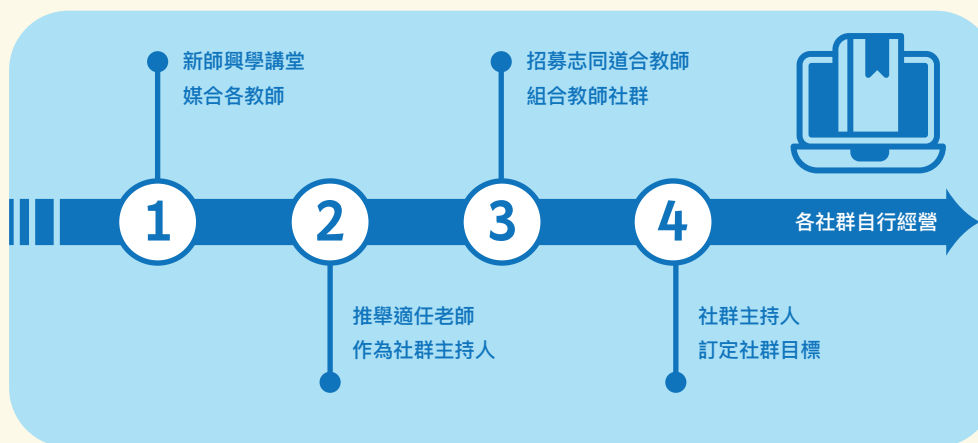 新師興學講堂
媒合各教師
招募志同道合教師
組合教師社群
1
2
3
4
各社群自行經營
推舉適任老師
作為社群主持人
社群主持人
訂定社群目標